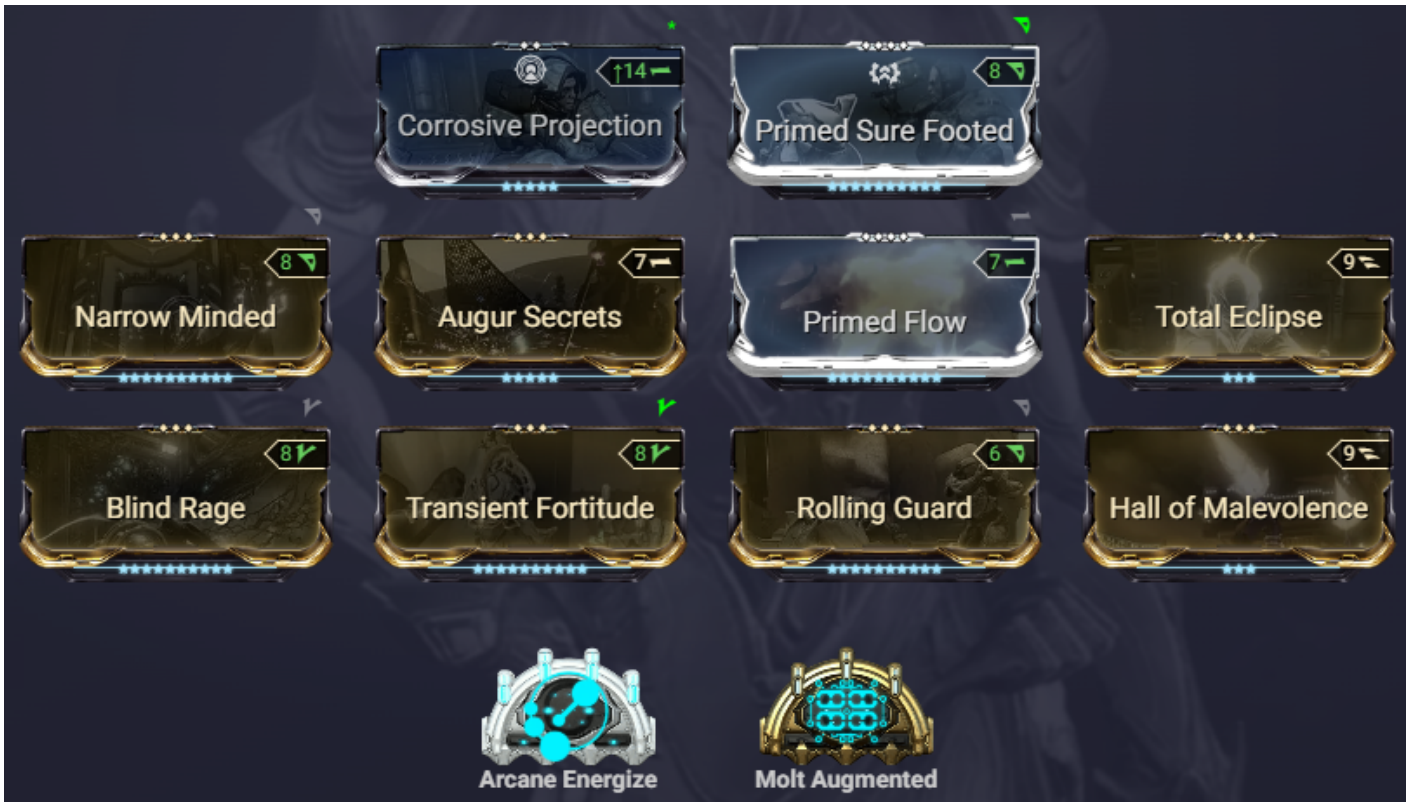 ↑14
8
Corrosive Projection
Primed Sure Footed
8
7
7
9
Narrow Minded
Augur Secrets
Primed Flow
Total Eclipse
8
8
6
9
Blind Rage
Transient Fortitude
Rolling Guard
Hall of Malevolence
Arcane Energize
Molt Augmented